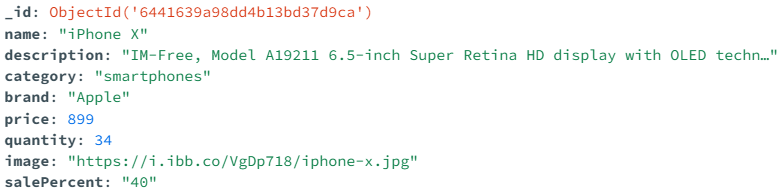 _id: ObjectId('6441639a98dd4b13bd37d9ca')
name: "iPhone X"
description: "IM-Free, Model A19211 6.5-inch Super Retina HD display with OLED techn…"
category: "smartphones"
brand: "Apple"
price: 899
quantity: 34
image: "https://i.ibb.co/VgDp718/iphone-x.jpg"
salePercent: "40"